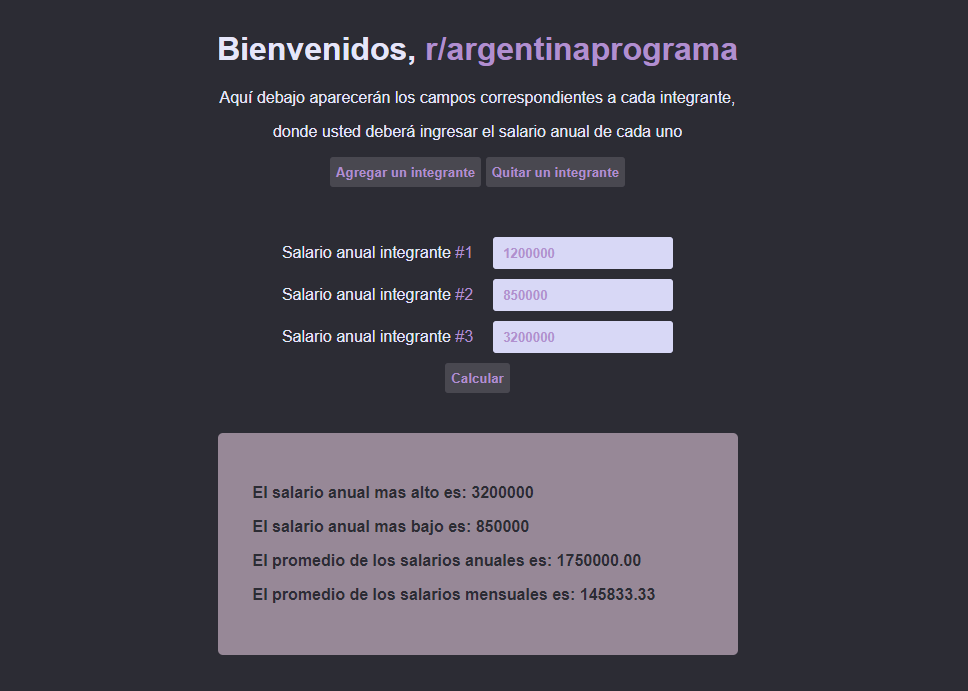 Bienvenidos, r/argentinaprograma
Aquí debajo aparecerán los campos correspondientes a cada integrante,
donde usted deberá ingresar el salario anual de cada uno
Agregar un integrante Quitar un integrante
Salario anual integrante #1 1200000
Salario anual integrante #2 850000
Salario anual integrante #3 3200000
Calcular
El salario anual mas alto es: 3200000
El salario anual mas bajo es: 850000
El promedio de los salarios anuales es: 1750000.00
El promedio de los salarios mensuales es: 145833.33